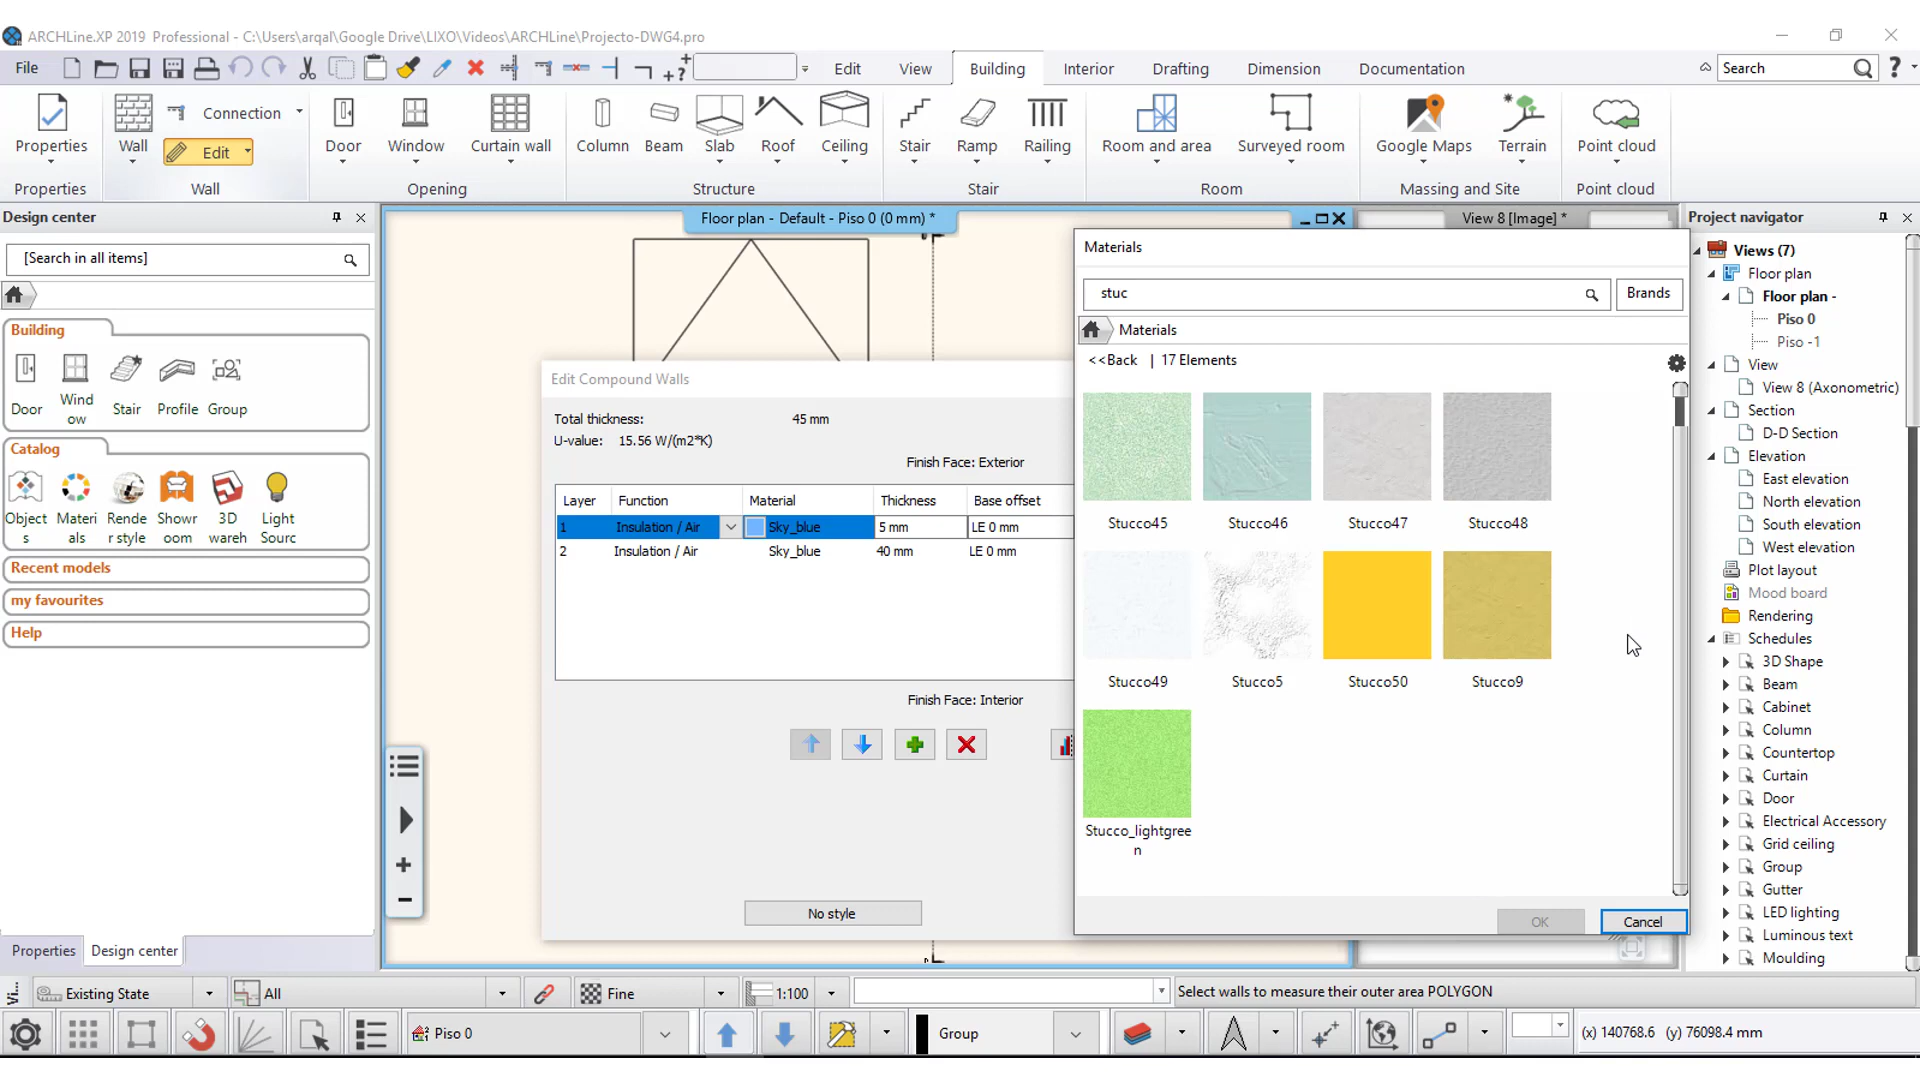 ARCHLine.XP 2019 Professional - C:\Users\arqal\Google Drive\LIXO\Videos\ARCHLine\Projecto-DWG4.pro
File
Edit View Building Interior Drafting Dimension Documentation
Search
Properties
Wall
Connection
Edit
Door
Window
Curtain wall
Column
Beam
Slab
Roof
Ceiling
Stair
Ramp
Railing
Room and area
Surveyed room
Google Maps
Terrain
Point cloud
Properties Wall Opening Structure Stair Room Massing and Site Point cloud
Design center
[Search in all items]
Building
Door
Wind
ow
Stair
Profile
Group
Catalog
Object
s
Materi
als
Rende
r style
Showr
oom
3D
wareh
Light
Sourc
Recent models
my favourites
Help
Properties Design center
Floor plan - Default - Piso 0 (0 mm) *
View 8 [Image] *
Edit Compound Walls
Total thickness: 45 mm
U-value: 15.56 W/(m2*K)
Finish Face: Exterior
Layer Function Material Thickness Base offset
1 Insulation / Air Sky_blue 5 mm LE 0 mm
2 Insulation / Air Sky_blue 40 mm LE 0 mm
Finish Face: Interior
No style
Materials
stuc
Brands
Materials
<<Back | 17 Elements
Stucco45 Stucco46 Stucco47 Stucco48
Stucco49 Stucco5 Stucco50 Stucco9
Stucco_lightgree
n
OK Cancel
Project navigator
Views (7)
Floor plan
Floor plan -
Piso 0
Piso -1
View
View 8 (Axonometric)
Section
D-D Section
Elevation
East elevation
North elevation
South elevation
West elevation
Plot layout
Mood board
Rendering
Schedules
3D Shape
Beam
Cabinet
Column
Countertop
Curtain
Door
Electrical Accessory
Grid ceiling
Group
Gutter
LED lighting
Luminous text
Moulding
Existing State
All
Fine
1:100
Select walls to measure their outer area POLYGON
Piso 0
Group
(x) 140768.6 (y) 76098.4 mm